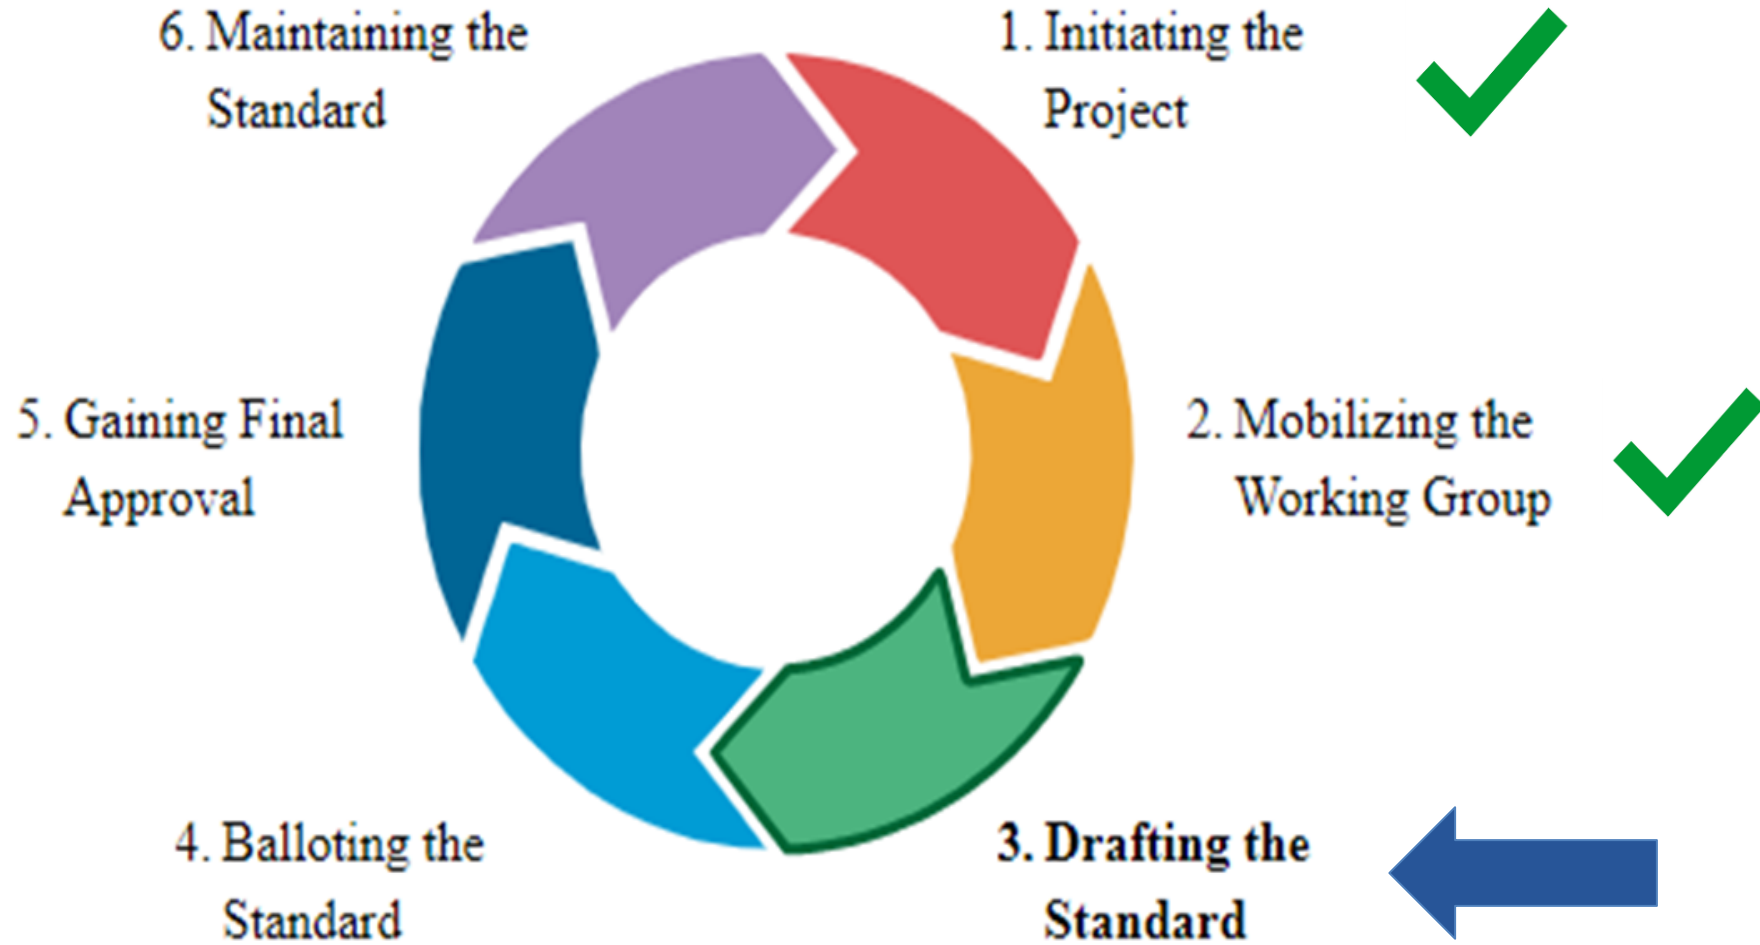 1. Initiating the
Project
2. Mobilizing the
Working Group
3. Drafting the
Standard
4. Balloting the
Standard
5. Gaining Final
Approval
6. Maintaining the
Standard